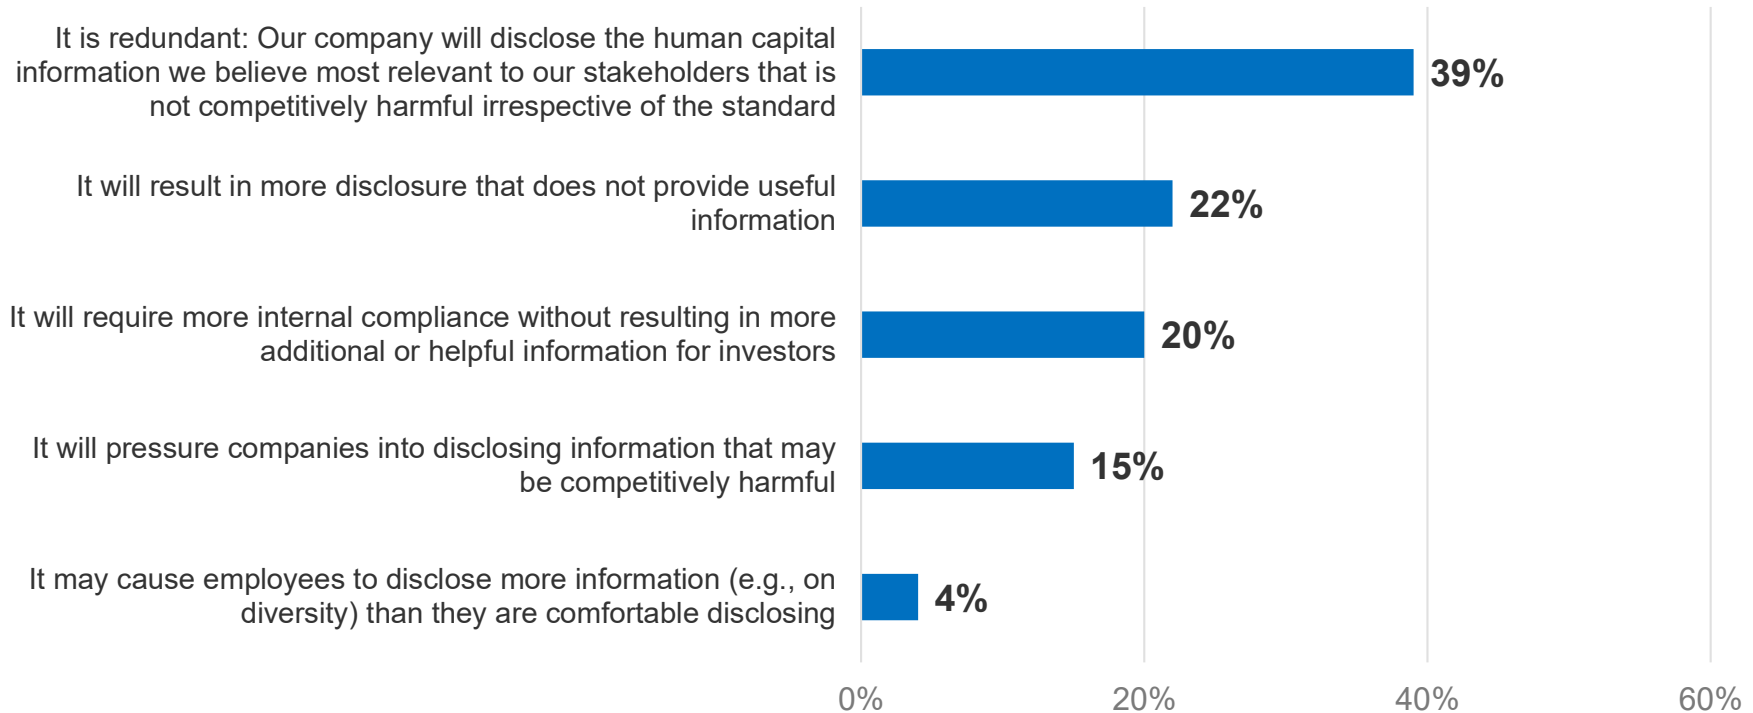 It is redundant: Our company will disclose the human capital
information we believe most relevant to our stakeholders that is
not competitively harmful irrespective of the standard
39%
It will result in more disclosure that does not provide useful
information
22%
It will require more internal compliance without resulting in more
additional or helpful information for investors
20%
It will pressure companies into disclosing information that may
be competitively harmful
15%
It may cause employees to disclose more information (e.g., on
diversity) than they are comfortable disclosing
4%
0% 20% 40% 60%